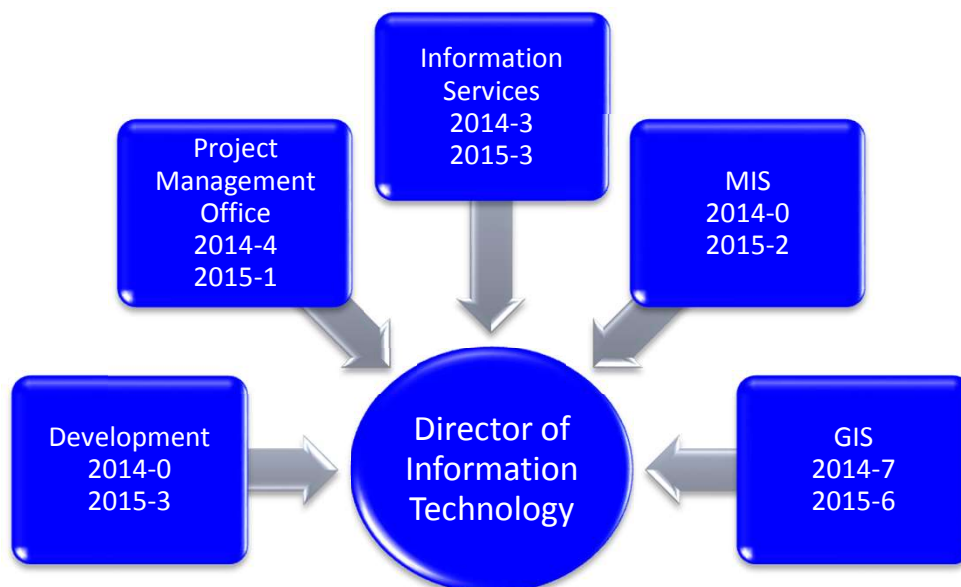 Information
Services
2014-3
2015-3
Project
Management
Office
2014-4
2015-1
MIS
2014-0
2015-2
Development
2014-0
2015-3
Director of
Information
Technology
GIS
2014-7
2015-6